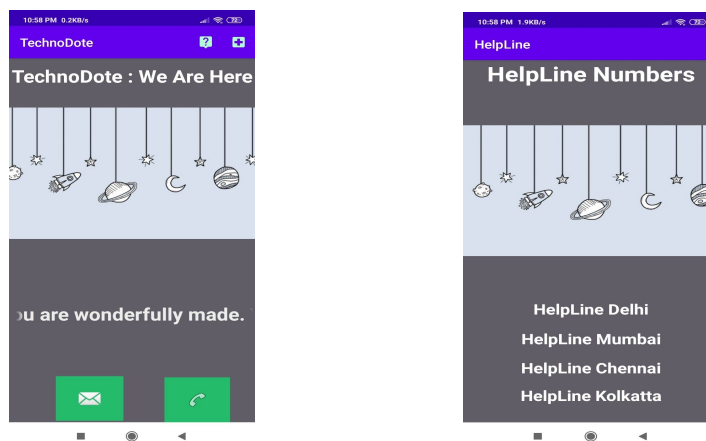 10:58 PM 0.2KB/s
TechnoDote
TechnoDote : We Are Here
ou are wonderfully made.
10:58 PM 1.9KB/s
HelpLine
HelpLine Numbers
HelpLine Delhi
HelpLine Mumbai
HelpLine Chennai
HelpLine Kolkatta